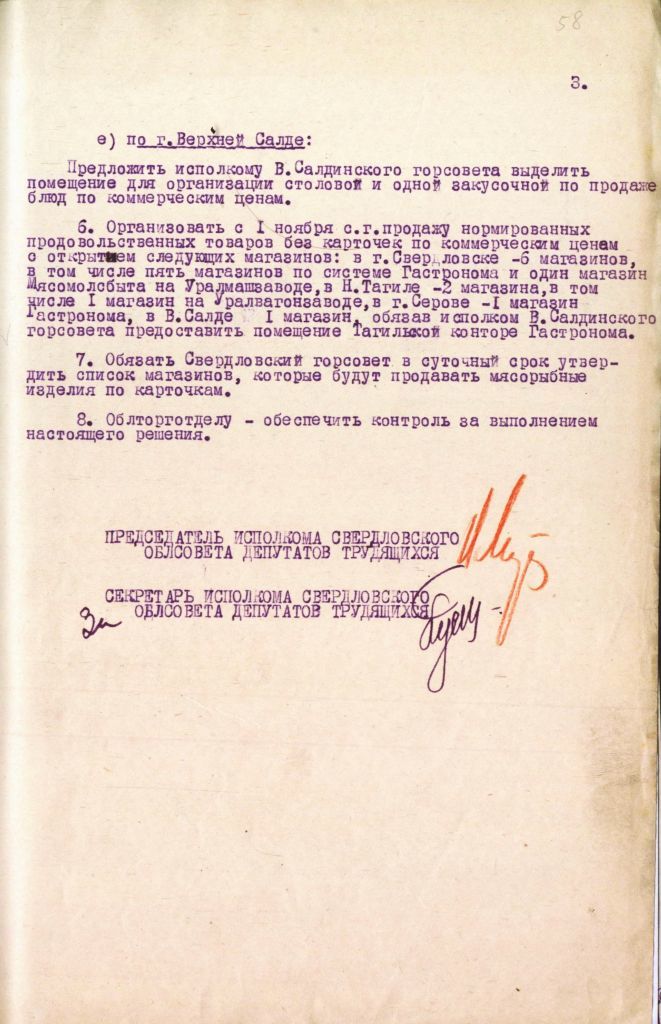 58
3.
е) по г.Верхней Салде:
Предложить исполкому В.Салдинского горсовета выделить
помещение для организации столовой и одной закусочной по продаже
блюд по коммерческим ценам.
6. Организовать с I ноября с.г.продажу нормированных
продовольственных товаров без карточек по коммерческим ценам
с открытием следующих магазинов: в г.Свердловске -6 магазинов,
в том числе пять магазинов по системе Гастронома и один магазин
Мясомолсбыта на Уралмашзаводе,в Н.Тагиле -2 магазина,в том
числе I магазин на Уралвагонзаводе,в г.Серове -I магазин
Гастронома, в В.Салде I магазин, обязав исполком В.Салдинского
горсовета предоставить помещение Тагильской конторе Гастронома.
7. Обязать Свердловский горсовет в суточный срок утвер-
дить список магазинов, которые будут продавать мясорыбные
изделия по карточкам.
8. Облторготделу - обеспечить контроль за выполнением
настоящего решения.
ПРЕДСЕДАТЕЛЬ ИСПОЛКОМА СВЕРДЛОВСКОГО
ОБЛСОВЕТА ДЕПУТАТОВ ТРУДЯЩИХСЯ
СЕКРЕТАРЬ ИСПОЛКОМА СВЕРДЛОВСКОГО
За ОБЛСОВЕТА ДЕПУТАТОВ ТРУДЯЩИХСЯ